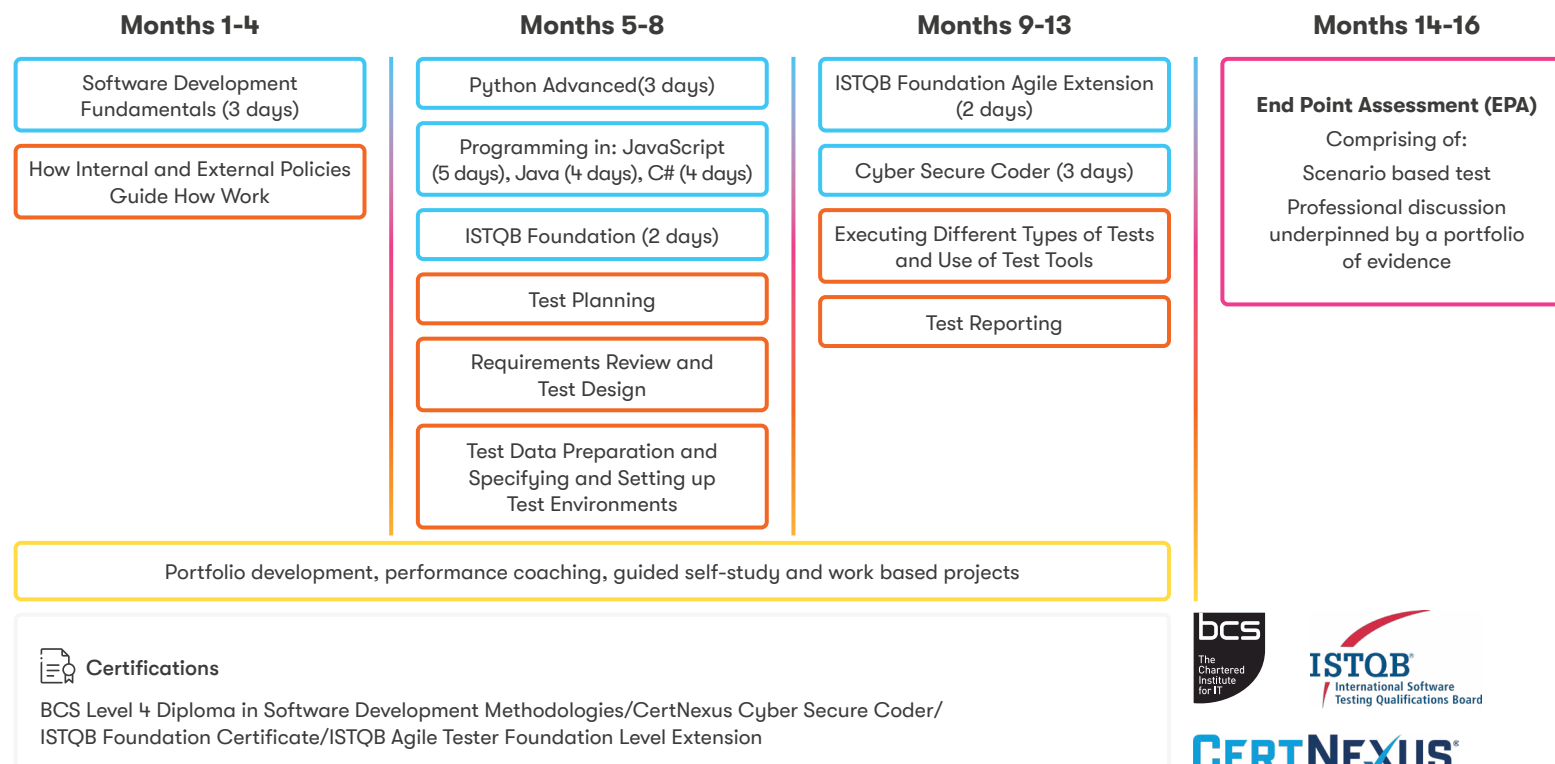 Months 1-4
Software Development
Fundamentals (3 days)
How Internal and External Policies
Guide How Work
Months 5-8
Python Advanced(3 days)
Programming in: JavaScript
(5 days), Java (4 days), C# (4 days)
ISTQB Foundation (2 days)
Test Planning
Requirements Review and
Test Design
Test Data Preparation and
Specifying and Setting up
Test Environments
Months 9-13
ISTQB Foundation Agile Extension
(2 days)
Cyber Secure Coder (3 days)
Executing Different Types of Tests
and Use of Test Tools
Test Reporting
Months 14-16
End Point Assessment (EPA)
Comprising of:
Scenario based test
Professional discussion
underpinned by a portfolio
of evidence
Portfolio development, performance coaching, guided self-study and work based projects
Certifications
BCS Level 4 Diploma in Software Development Methodologies/CertNexus Cyber Secure Coder/
ISTQB Foundation Certificate/ISTQB Agile Tester Foundation Level Extension
bcs
The
Chartered
Institute
for IT
ISTQB®
International Software
Testing Qualifications Board
CERTNEXUS®